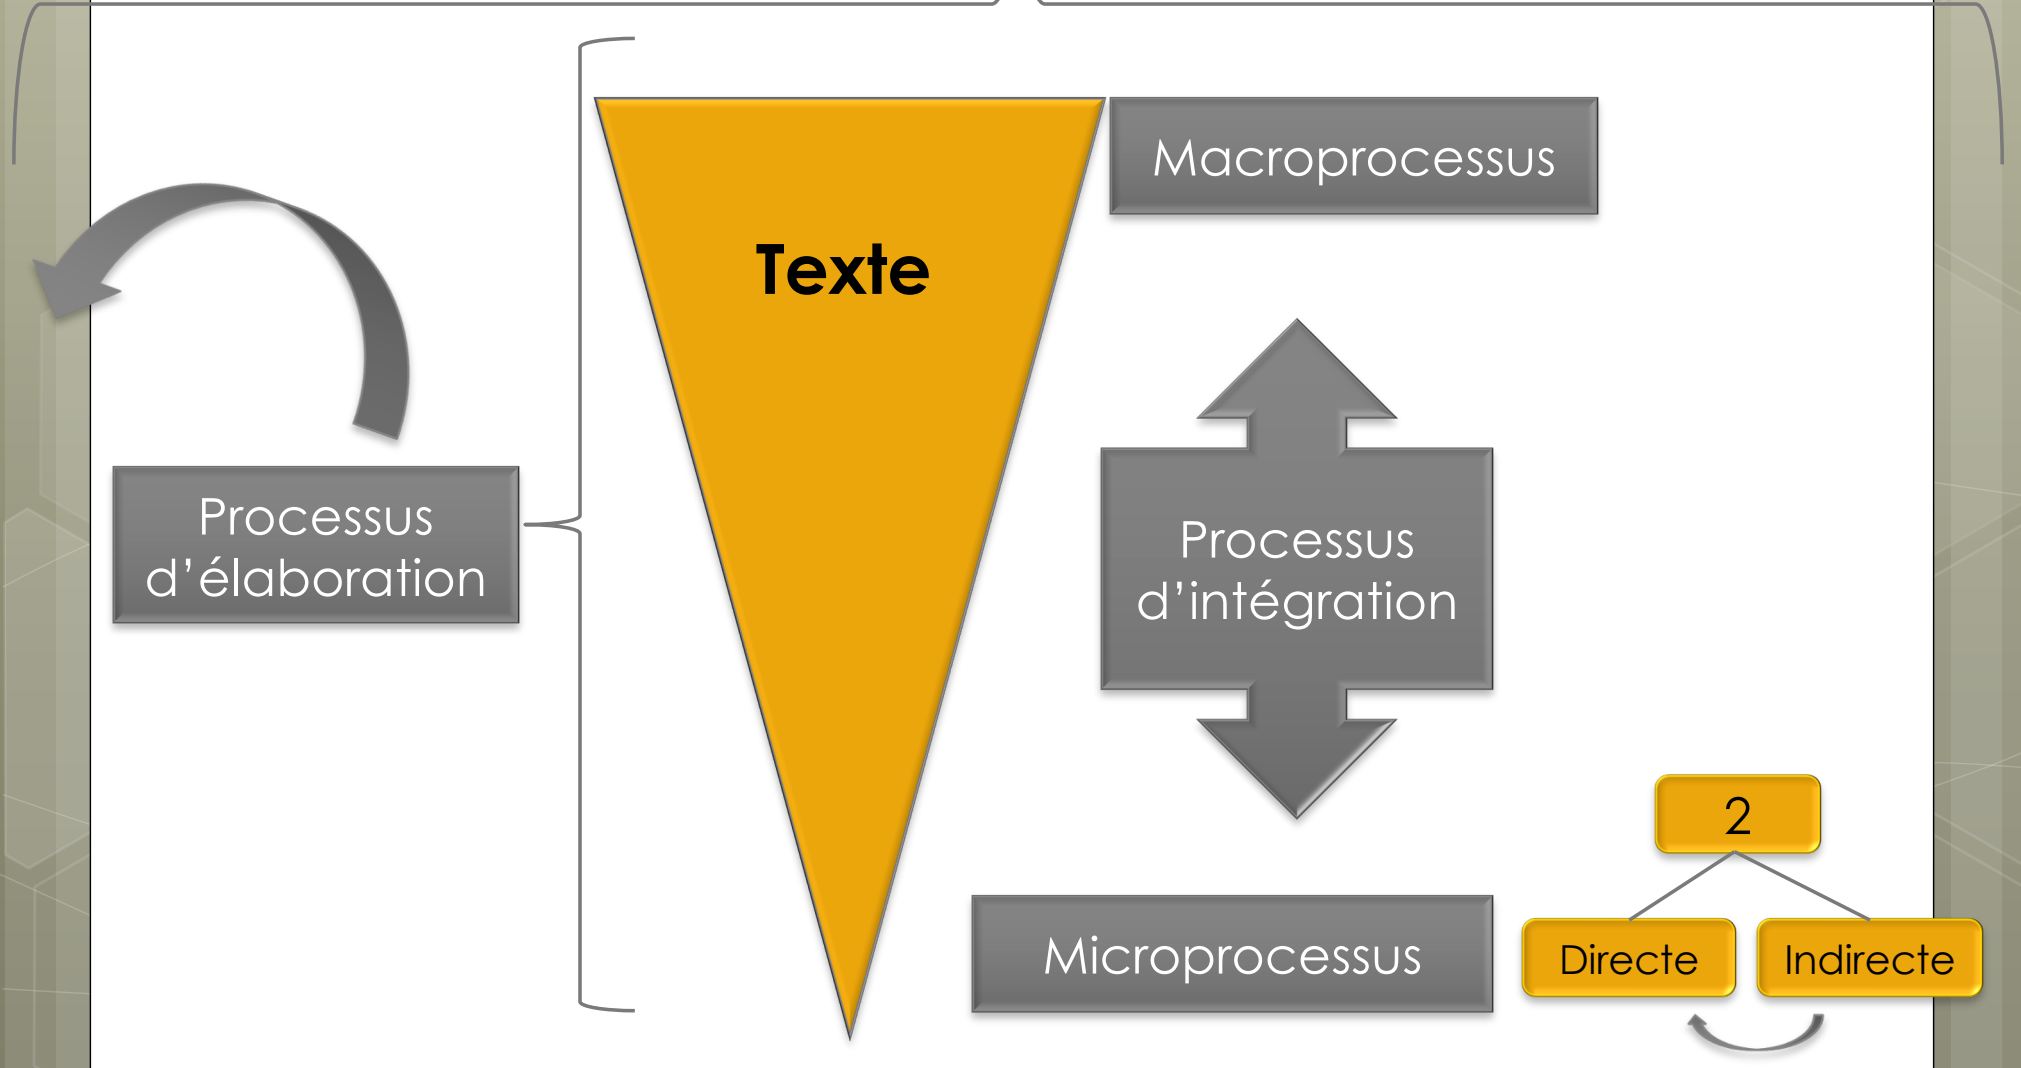 Texte
Macroprocessus
Processus
d’élaboration
Processus
d’intégration
Microprocessus
2
Directe
Indirecte